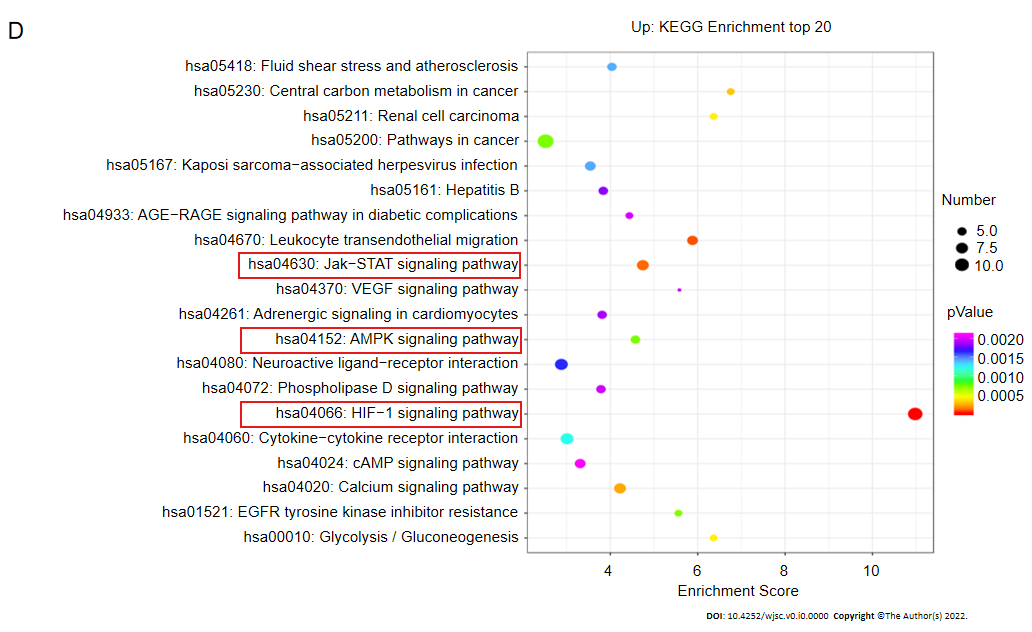 D
Up: KEGG Enrichment top 20
hsa05418: Fluid shear stress and atherosclerosis
hsa05230: Central carbon metabolism in cancer
hsa05211: Renal cell carcinoma
hsa05200: Pathways in cancer
hsa05167: Kaposi sarcoma−associated herpesvirus infection
hsa05161: Hepatitis B
hsa04933: AGE−RAGE signaling pathway in diabetic complications
hsa04670: Leukocyte transendothelial migration
hsa04630: Jak−STAT signaling pathway
hsa04370: VEGF signaling pathway
hsa04261: Adrenergic signaling in cardiomyocytes
hsa04152: AMPK signaling pathway
hsa04080: Neuroactive ligand−receptor interaction
hsa04072: Phospholipase D signaling pathway
hsa04066: HIF−1 signaling pathway
hsa04060: Cytokine−cytokine receptor interaction
hsa04024: cAMP signaling pathway
hsa04020: Calcium signaling pathway
hsa01521: EGFR tyrosine kinase inhibitor resistance
hsa00010: Glycolysis / Gluconeogenesis
4 6 8 10
Enrichment Score
Number
5.0
7.5
10.0
pValue
0.0020
0.0015
0.0010
0.0005
DOI: 10.4252/wjsc.v0.i0.0000 Copyright ©The Author(s) 2022.